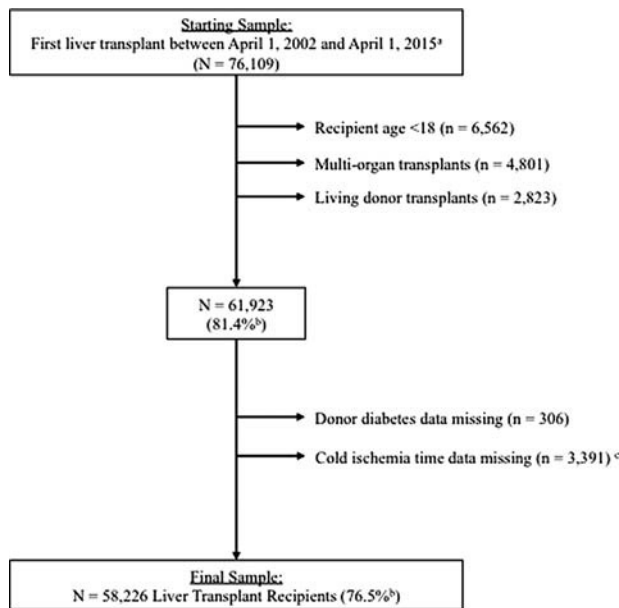 Starting Sample:
First liver transplant between April 1, 2002 and April 1, 2015ᵃ
(N = 76,109)
Recipient age <18 (n = 6,562)
Multi-organ transplants (n = 4,801)
Living donor transplants (n = 2,823)
N = 61,923
(81.4%ᵇ)
Donor diabetes data missing (n = 306)
Cold ischemia time data missing (n = 3,391) ᶜ
Final Sample:
N = 58,226 Liver Transplant Recipients (76.5%ᵇ)